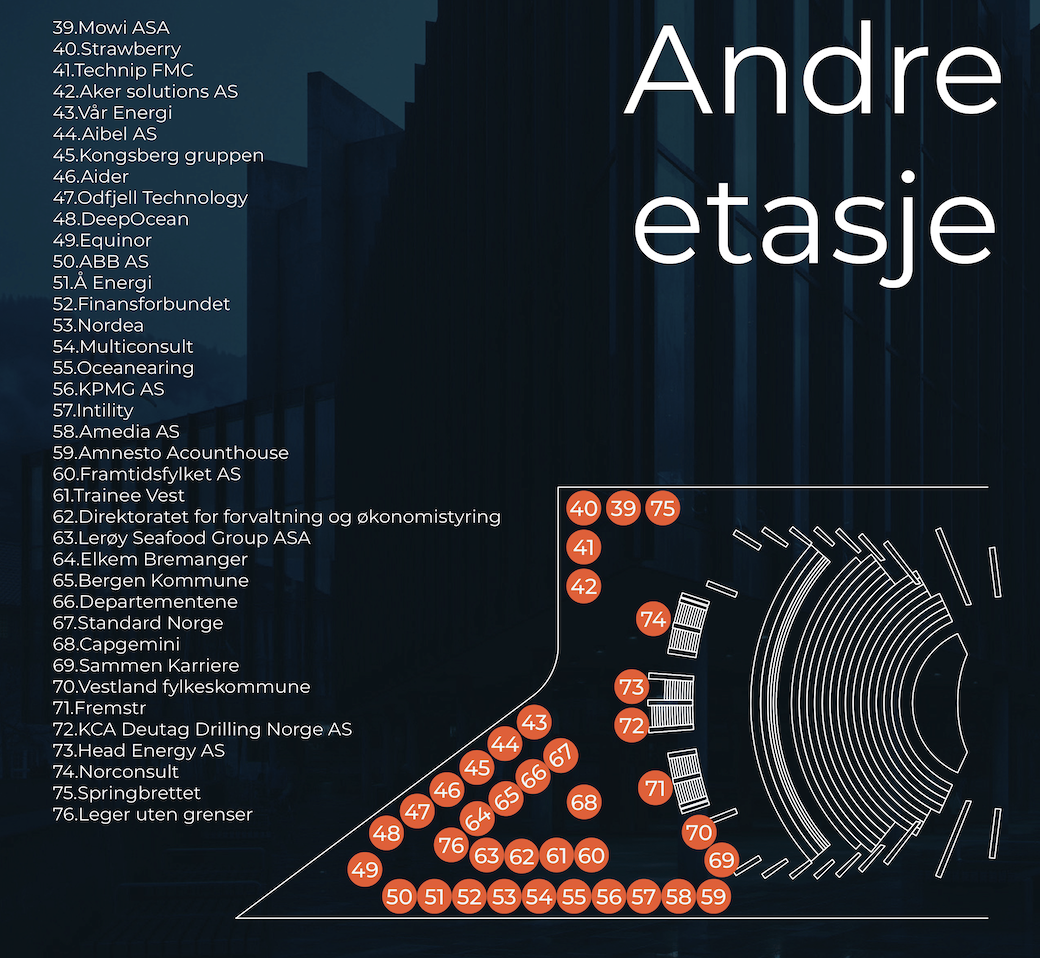 Andre
etasje
39.Mowi ASA
40.Strawberry
41.Technip FMC
42.Aker solutions AS
43.Vår Energi
44.Aibel AS
45.Kongsberg gruppen
46.Aider
47.Odfjell Technology
48.DeepOcean
49.Equinor
50.ABB AS
51.Å Energi
52.Finansforbundet
53.Nordea
54.Multiconsult
55.Oceanearing
56.KPMG AS
57.Intility
58.Amedia AS
59.Amnesto Acounthouse
60.Framtidsfylket AS
61.Trainee Vest
62.Direktoratet for forvaltning og økonomistyring
63.Lerøy Seafood Group ASA
64.Elkem Bremanger
65.Bergen Kommune
66.Departementene
67.Standard Norge
68.Capgemini
69.Sammen Karriere
70.Vestland fylkeskommune
71.Fremstr
72.KCA Deutag Drilling Norge AS
73.Head Energy AS
74.Norconsult
75.Springbrettet
76.Leger uten grenser
40 39 75
41
42
74
73
72
43
44
67
45
66
46
71
65
68
47
64
48
70
76
63 62 61 60
69
49
50 51 52 53 54 55 56 57 58 59